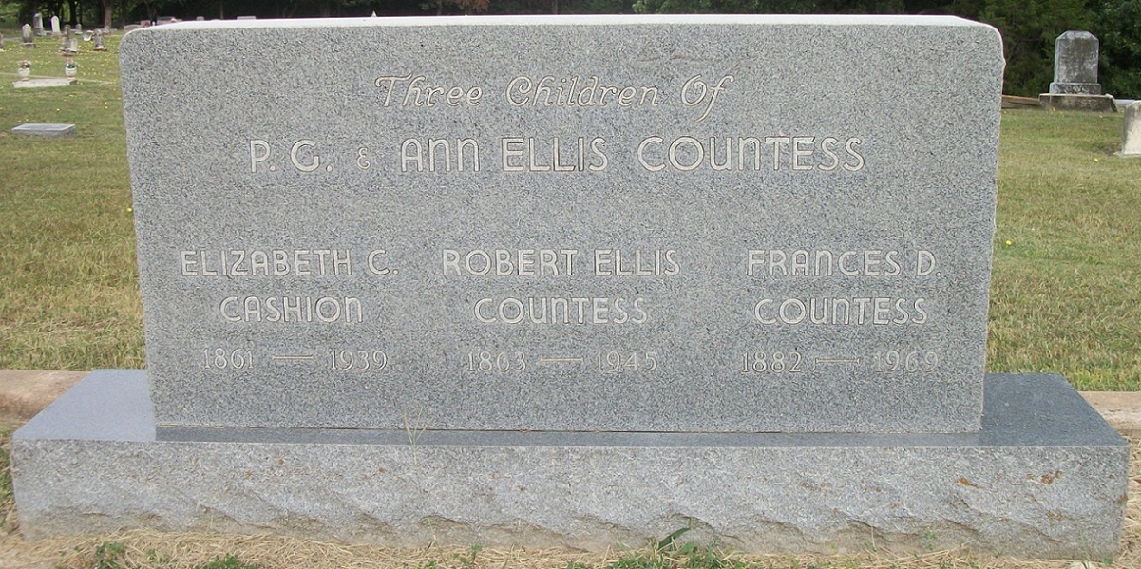 Three Children Of
P. G. & ANN ELLIS COUNTESS
ELIZABETH C.
CASHION
1861 — 1939
ROBERT ELLIS
COUNTESS
1863 — 1945
FRANCES D.
COUNTESS
1882 — 1969